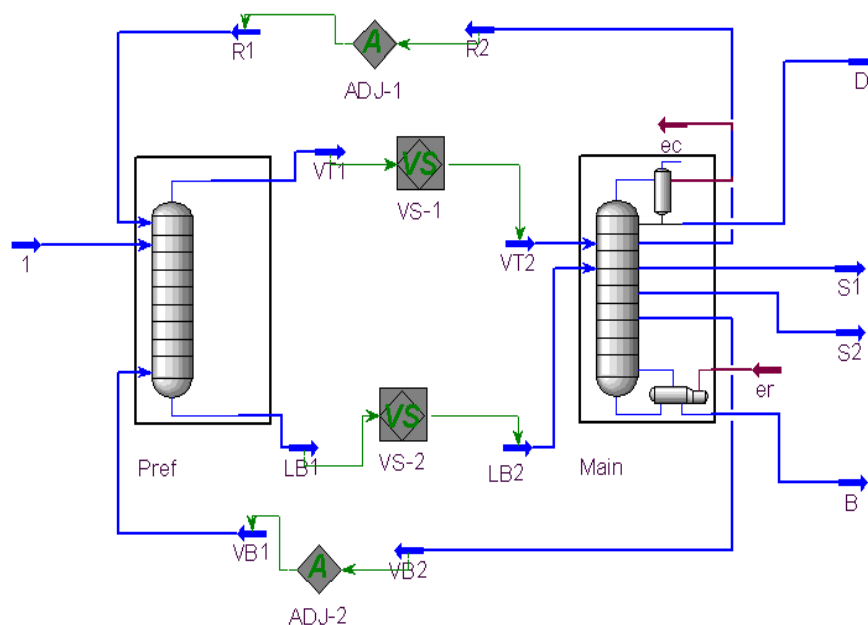 R1
A
R2
ADJ-1
D
ec
VT1
VS
VS-1
1
VT2
S1
S2
er
VS
Pref
LB1
VS-2
LB2
Main
B
VB1
A
VB2
ADJ-2